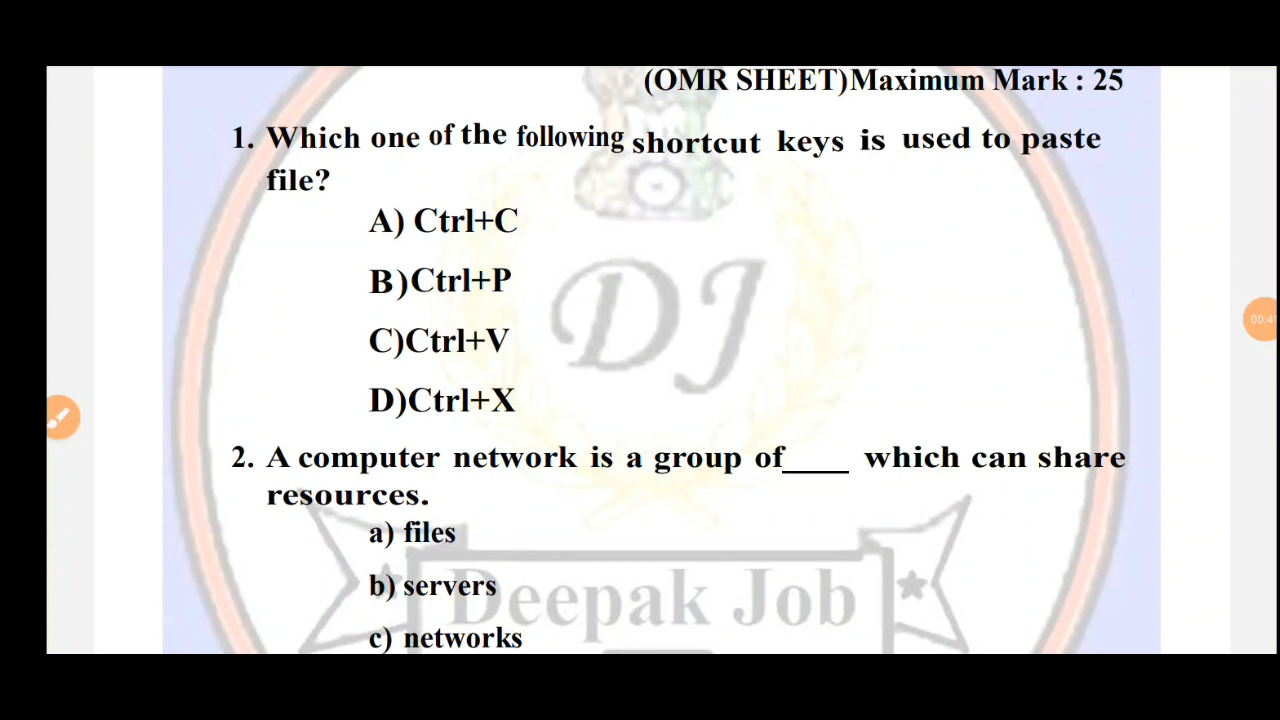 (OMR SHEET)Maximum Mark : 25
1. Which one of the following shortcut keys is used to paste
file?
A) Ctrl+C
B)Ctrl+P
C)Ctrl+V
D)Ctrl+X
DJ
2. A computer network is a group of____ which can share
resources.
a) files
b) servers
c) networks
Deepak Job
00:41